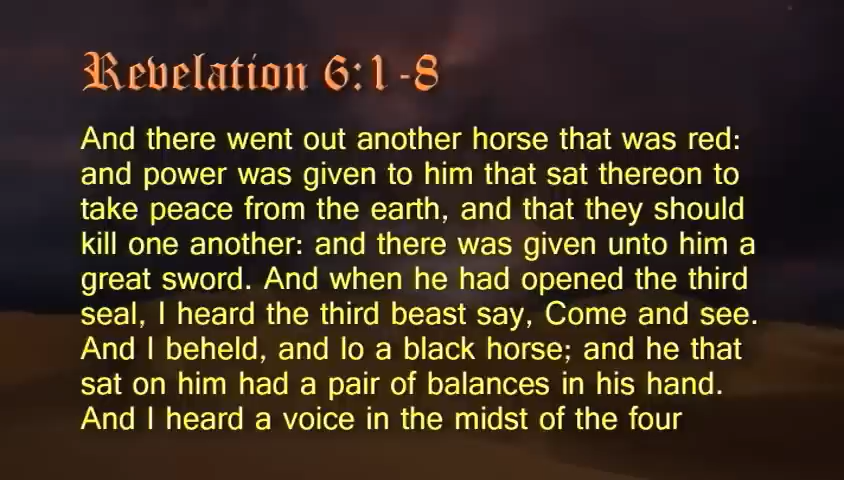 Revelation 6:1-8
And there went out another horse that was red:
and power was given to him that sat thereon to
take peace from the earth, and that they should
kill one another: and there was given unto him a
great sword. And when he had opened the third
seal, I heard the third beast say, Come and see.
And I beheld, and lo a black horse; and he that
sat on him had a pair of balances in his hand.
And I heard a voice in the midst of the four